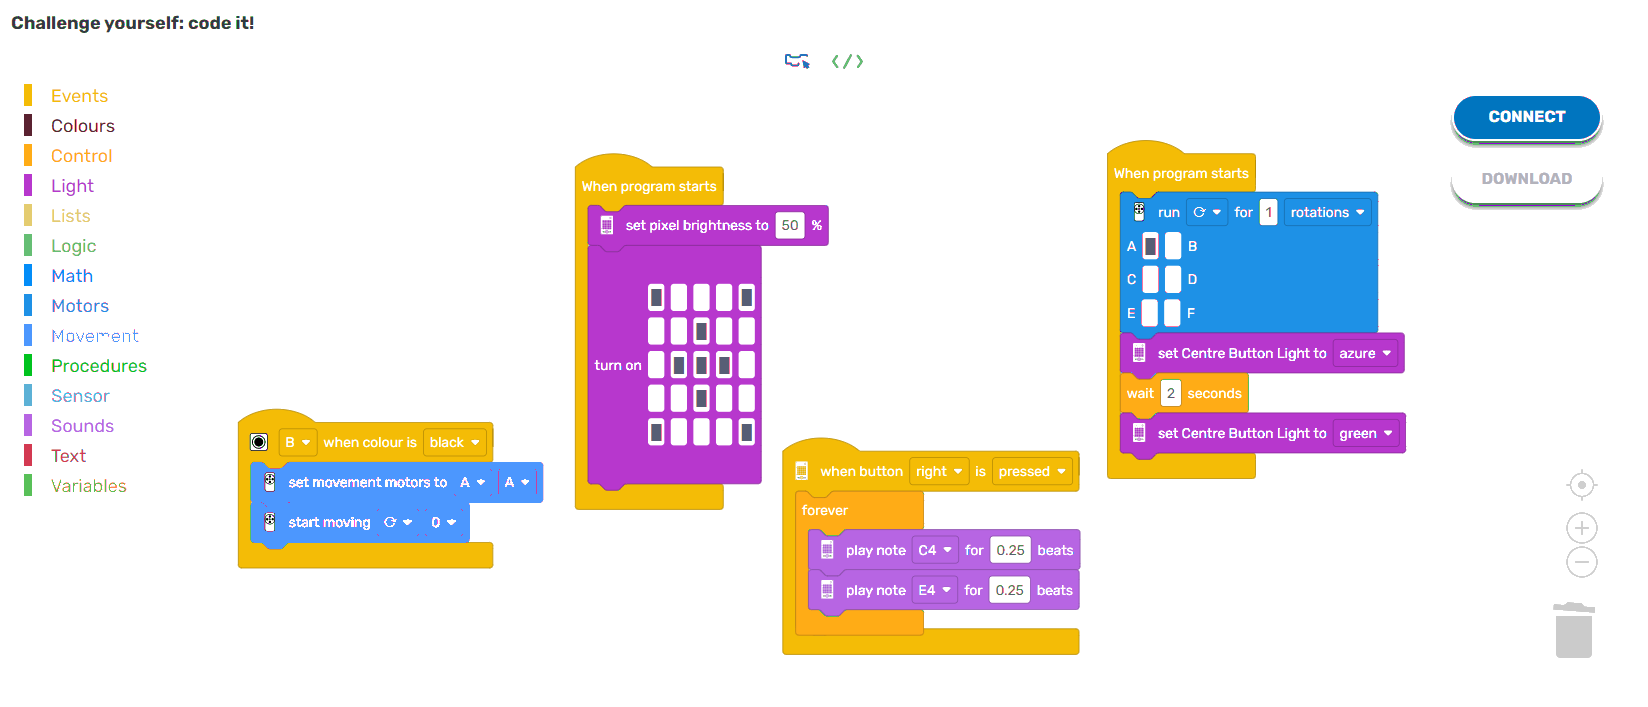 Challenge yourself: code it!
</>
Events
Colours
Control
Light
Lists
Logic
Math
Motors
Movement
Procedures
Sensor
Sounds
Text
Variables
B when colour is black
set movement motors to A A
start moving 0
When program starts
set pixel brightness to 50 %
turn on
when button right is pressed
forever
play note C4 for 0.25 beats
play note E4 for 0.25 beats
When program starts
run for 1 rotations
A B
C D
E F
set Centre Button Light to azure
wait 2 seconds
set Centre Button Light to green
CONNECT
DOWNLOAD